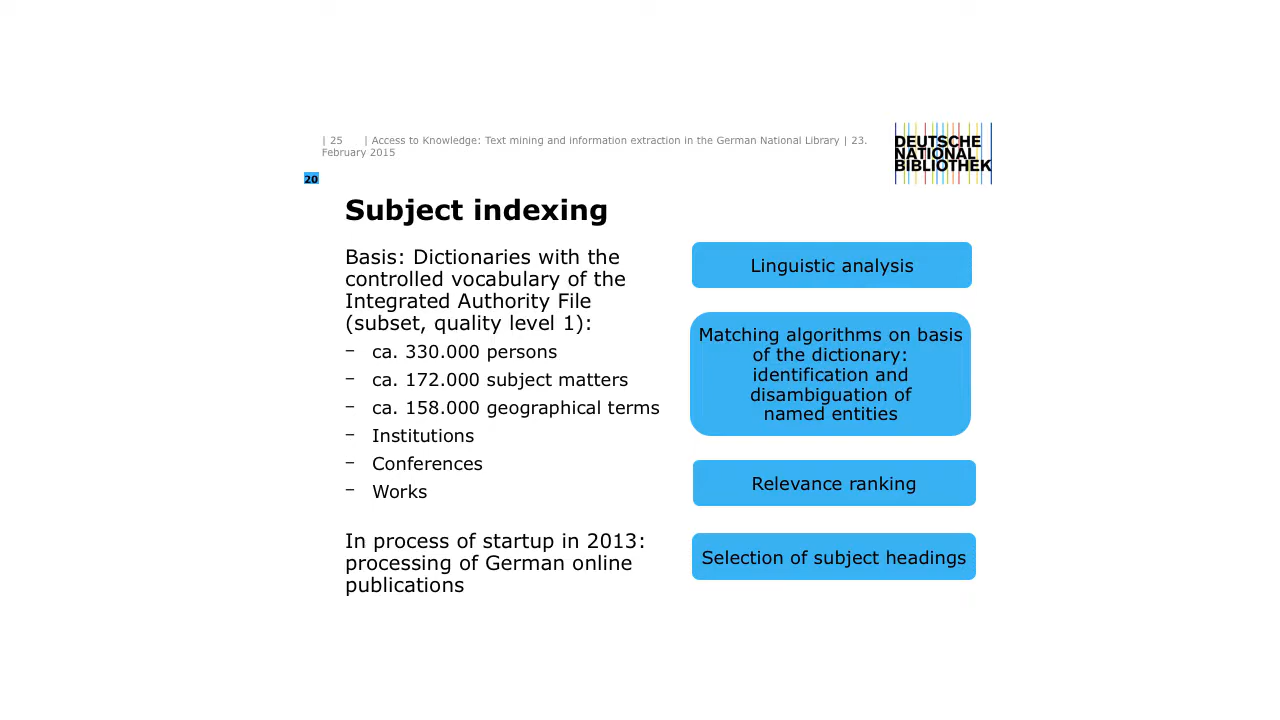 | 25 | Access to Knowledge: Text mining and information extraction in the German National Library | 23.
February 2015
DEUTSCHE
NATIONAL
BIBLIOTHEK
20
Subject indexing
Basis: Dictionaries with the
controlled vocabulary of the
Integrated Authority File
(subset, quality level 1):
− ca. 330.000 persons
− ca. 172.000 subject matters
− ca. 158.000 geographical terms
− Institutions
− Conferences
− Works
In process of startup in 2013:
processing of German online
publications
Linguistic analysis
Matching algorithms on basis
of the dictionary:
identification and
disambiguation of
named entities
Relevance ranking
Selection of subject headings